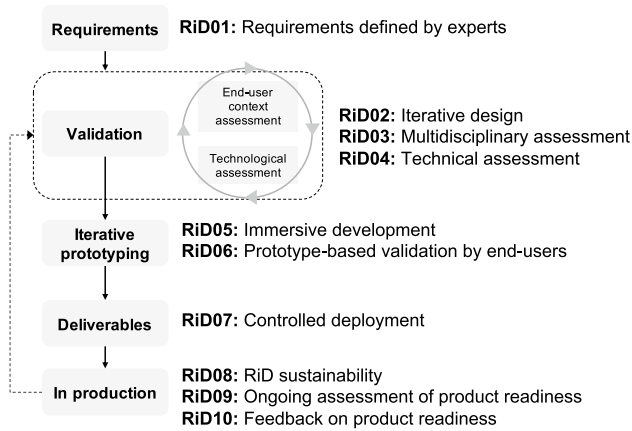 Requirements
RiD01: Requirements defined by experts
End-user
context
assessment
Validation
Technological
assessment
RiD02: Iterative design
RiD03: Multidisciplinary assessment
RiD04: Technical assessment
Iterative
prototyping
RiD05: Immersive development
RiD06: Prototype-based validation by end-users
Deliverables
RiD07: Controlled deployment
In production
RiD08: RiD sustainability
RiD09: Ongoing assessment of product readiness
RiD10: Feedback on product readiness